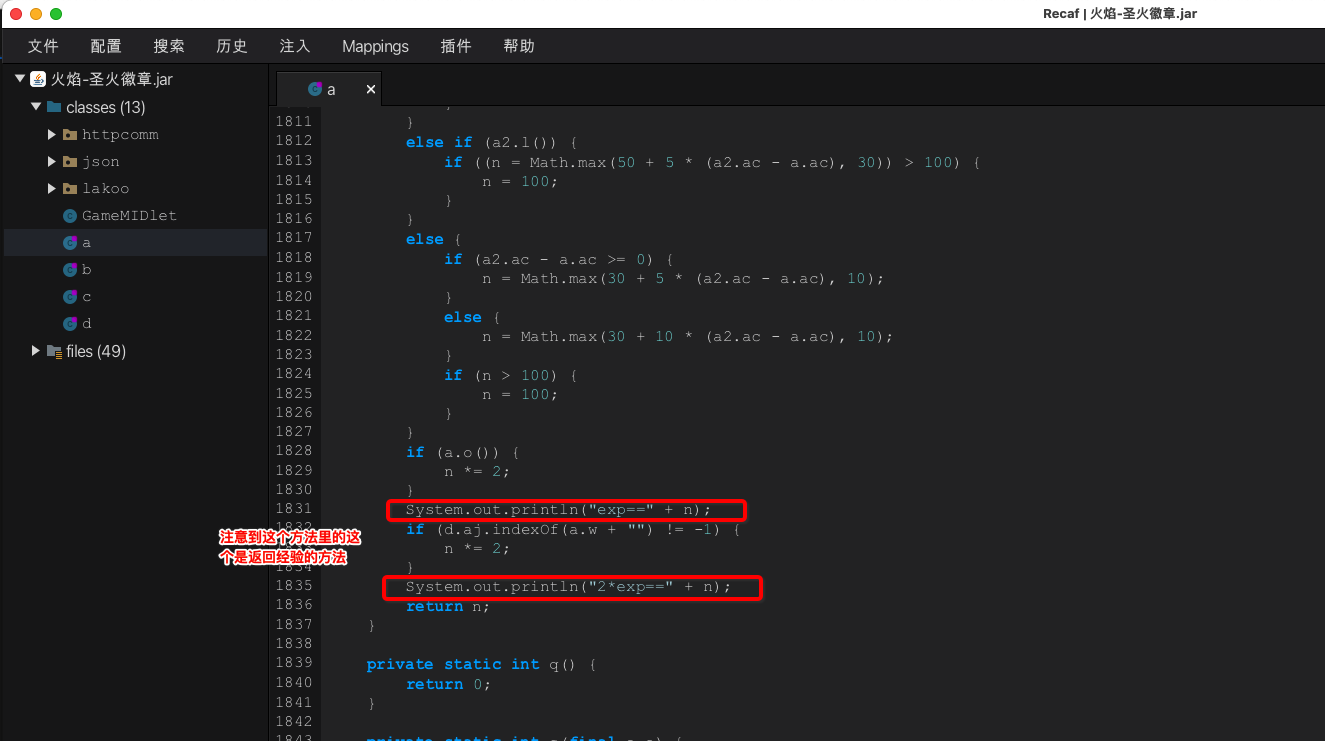 Recaf | 火焰-圣火徽章.jar
文件 配置 搜索 历史 注入 Mappings 插件 帮助
火焰-圣火徽章.jar
classes (13)
httpcomm
json
lakoo
GameMIDlet
a
b
c
d
files (49)
a ×
1811 }
1812 else if (a2.l()) {
1813 if ((n = Math.max(50 + 5 * (a2.ac - a.ac), 30)) > 100) {
1814 n = 100;
1815 }
1816 }
1817 else {
1818 if (a2.ac - a.ac >= 0) {
1819 n = Math.max(30 + 5 * (a2.ac - a.ac), 10);
1820 }
1821 else {
1822 n = Math.max(30 + 10 * (a2.ac - a.ac), 10);
1823 }
1824 if (n > 100) {
1825 n = 100;
1826 }
1827 }
1828 if (a.o()) {
1829 n *= 2;
1830 }
1831 System.out.println("exp==" + n);
1832 if (d.aj.indexOf(a.w + "") != -1) {
n *= 2;
1834 }
1835 System.out.println("2*exp==" + n);
1836 return n;
1837 }
1838
1839 private static int q() {
1840 return 0;
1841 }
1842
1843 private static int
注意到这个方法里的这
个是返回经验的方法